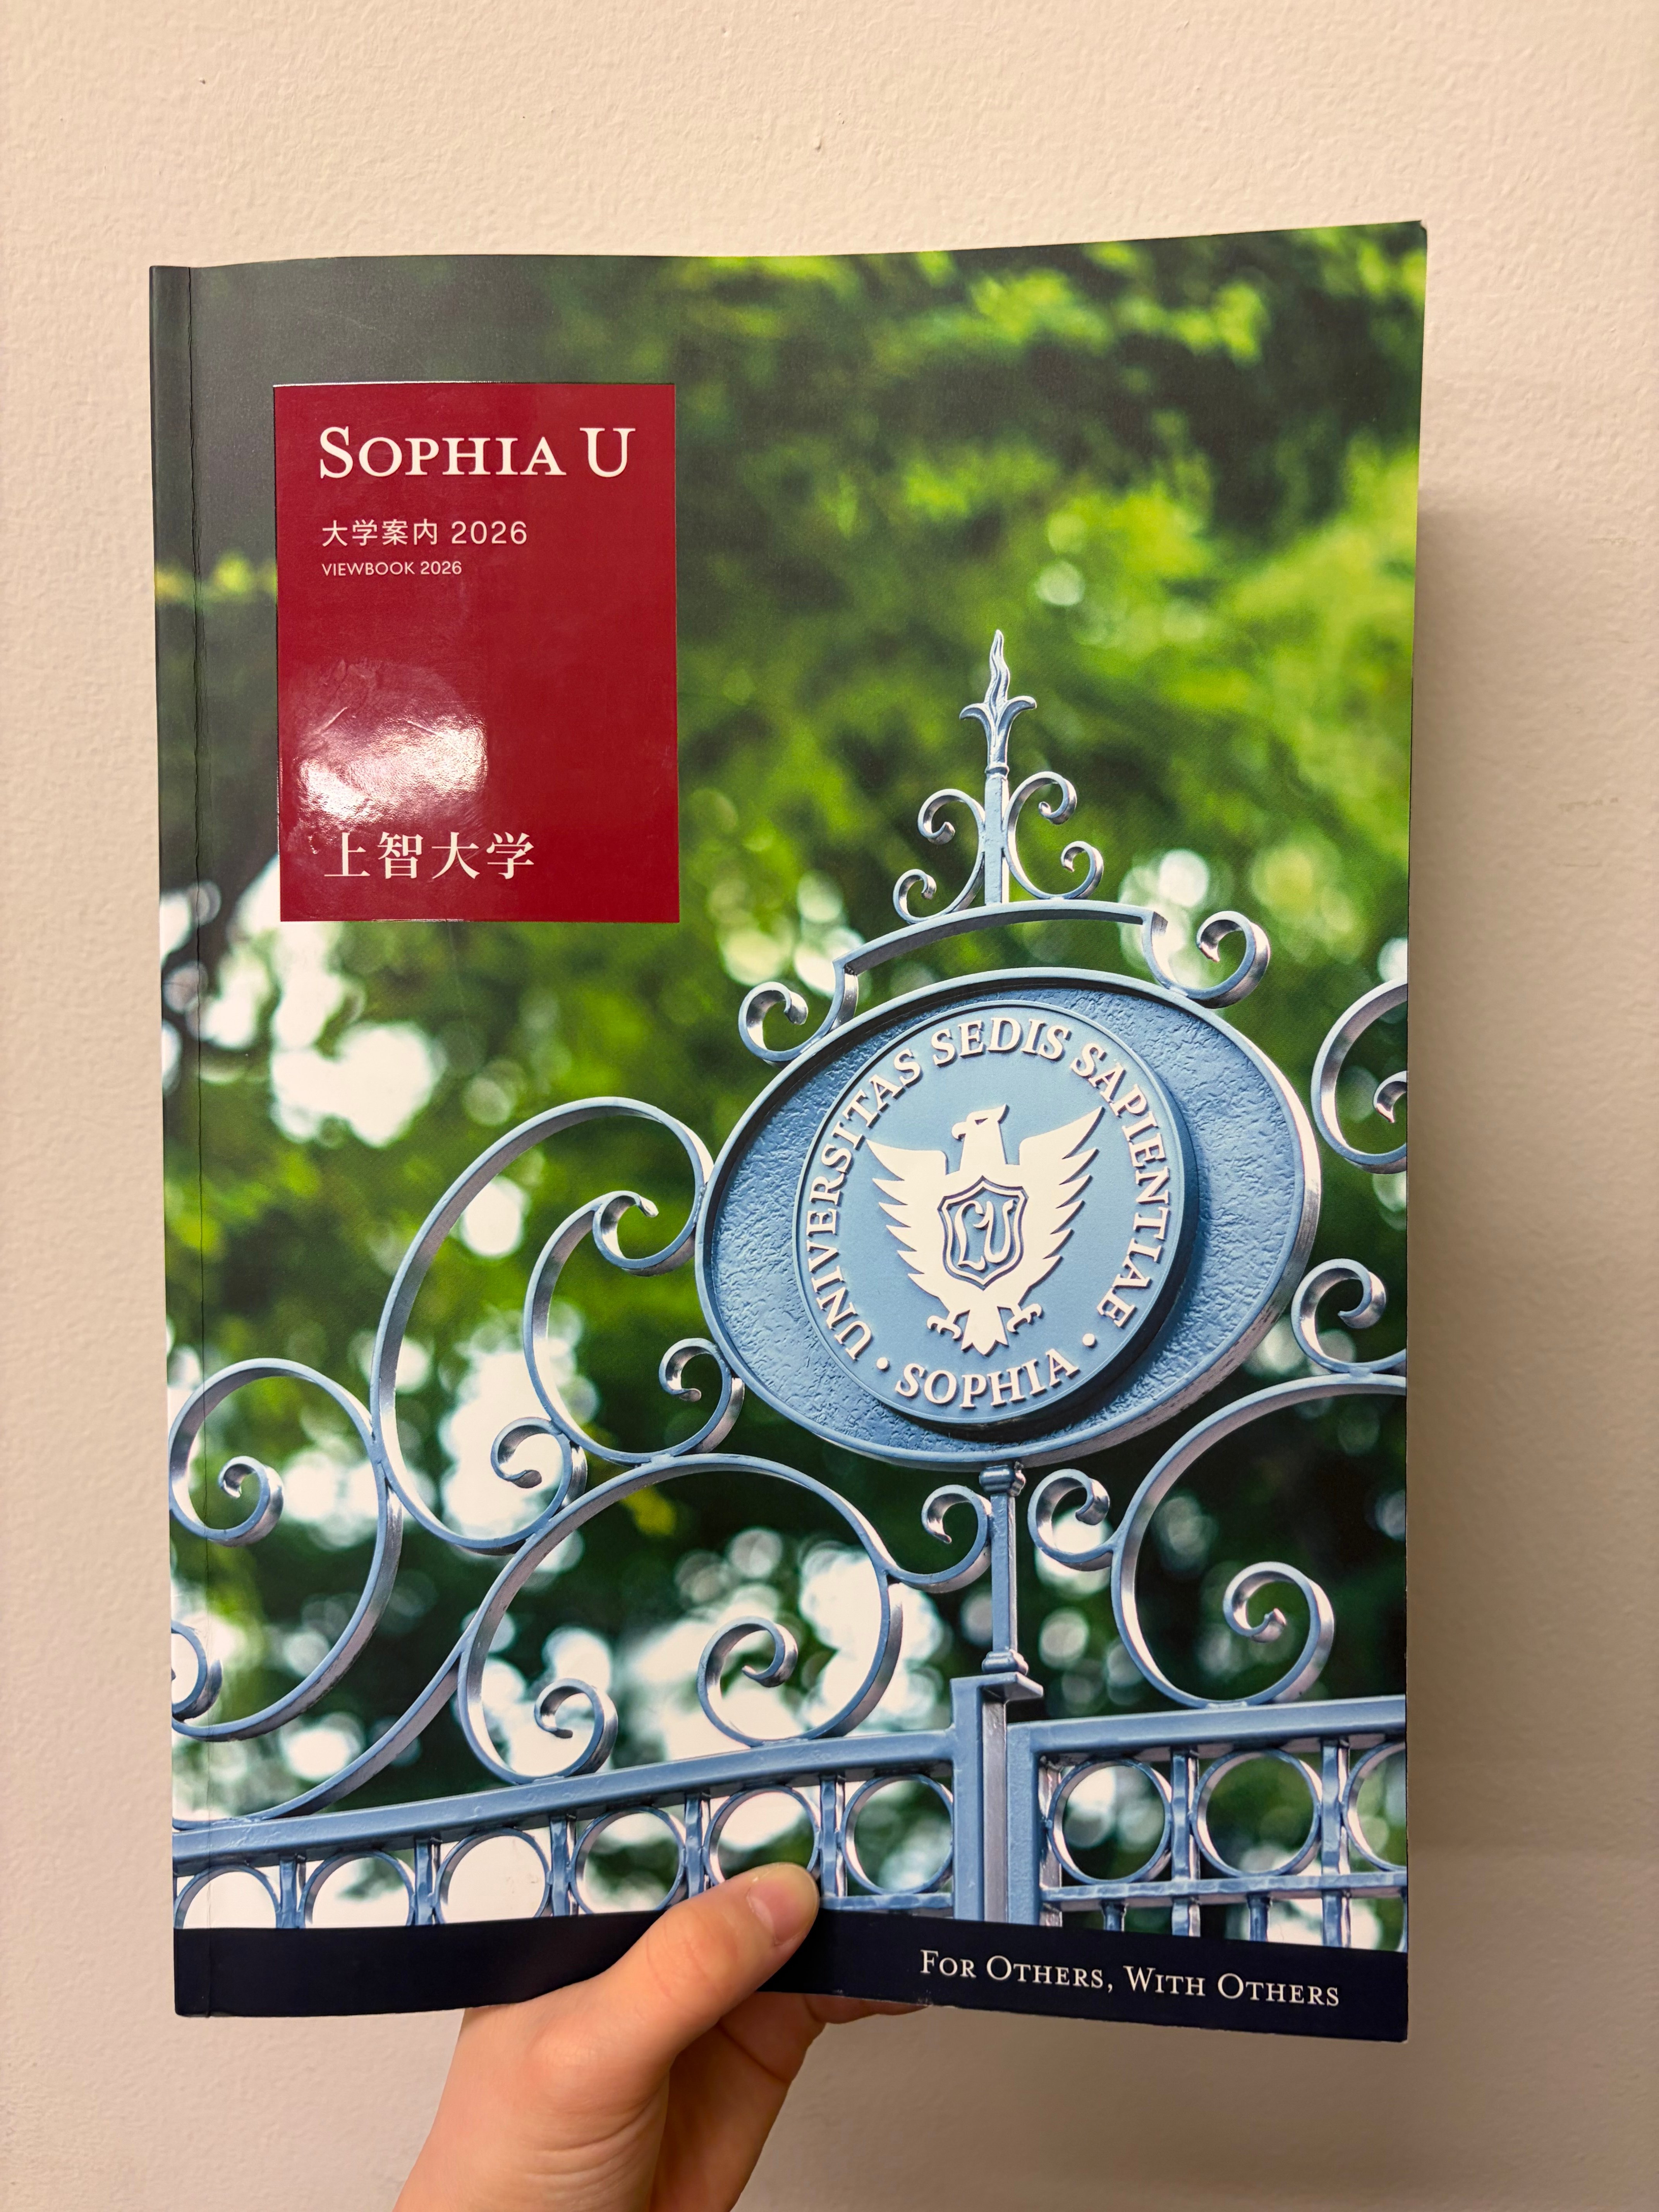 SOPHIA U
大学案内 2026
VIEWBOOK 2026
上智大学
UNIVERSITAS SEDIS SAPIENTIAE
LU
• SOPHIA •
FOR OTHERS, WITH OTHERS